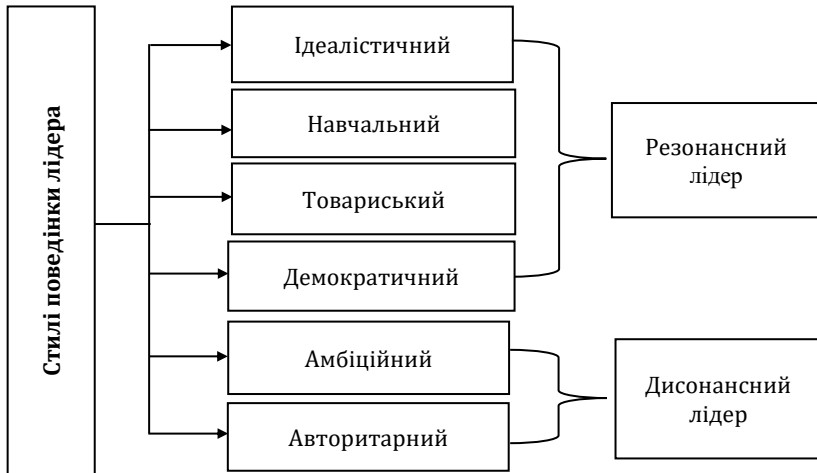 Стилі поведінки лідера
Ідеалістичний
Навчальний
Товариський
Демократичний
Амбіційний
Авторитарний
Резонансний
лідер
Дисонансний
лідер